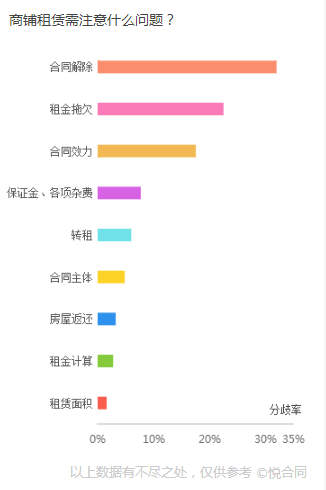 商铺租赁需注意什么问题？
合同解除
租金拖欠
合同效力
保证金、各项杂费
转租
合同主体
房屋返还
租金计算
租赁面积
分歧率
0% 10% 20% 30% 35%
以上数据有不尽之处，仅供参考 ©悦合同